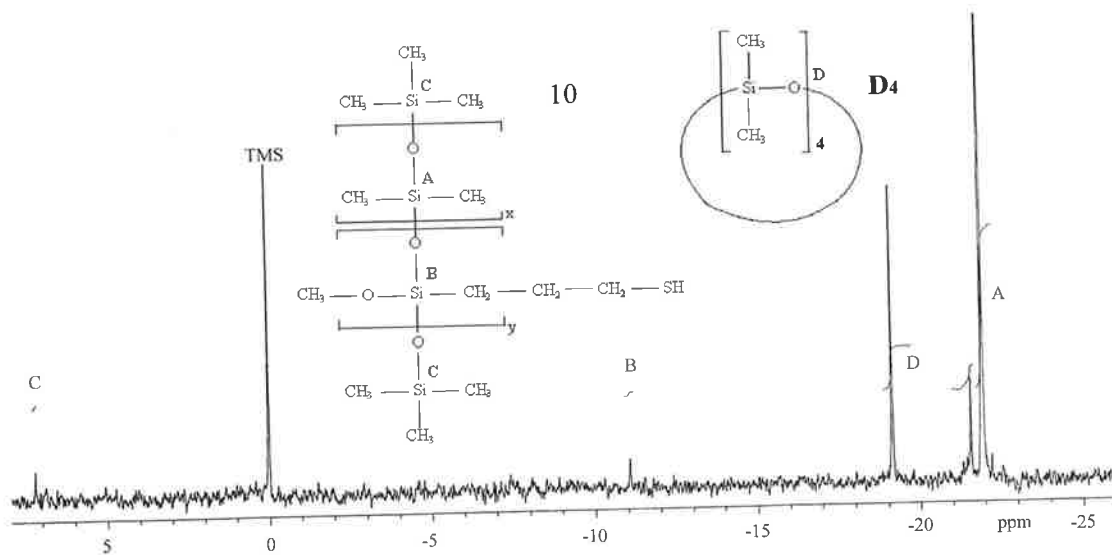 CH3
C
CH3 Si CH3
10
O
A
CH3 Si CH3
x
O
B
CH3 O Si CH2 CH2 CH2 SH
y
O
C
CH3 Si CH3
CH3
CH3
D
Si O
D4
CH3
4
TMS
C
B
D
A
5 0 -5 -10 -15 -20 ppm -25